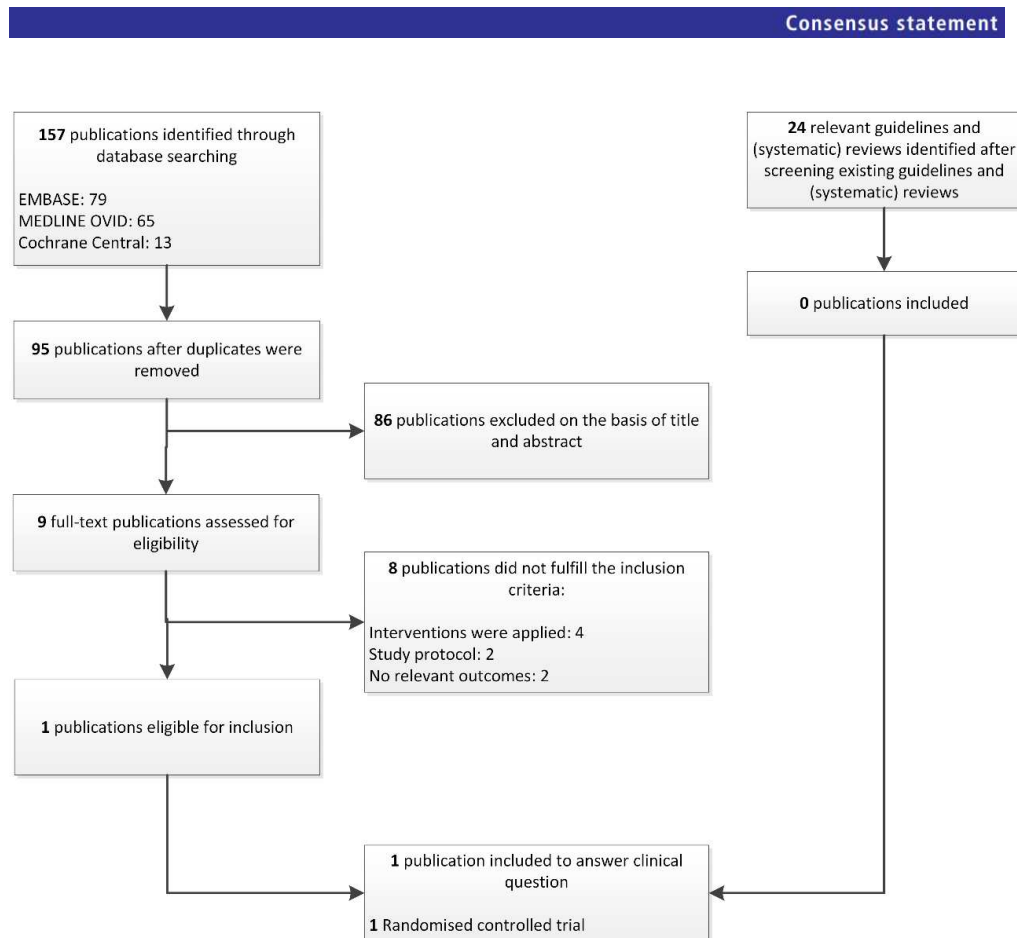 Consensus statement
157 publications identified through
database searching
EMBASE: 79
MEDLINE OVID: 65
Cochrane Central: 13
24 relevant guidelines and
(systematic) reviews identified after
screening existing guidelines and
(systematic) reviews
0 publications included
95 publications after duplicates were
removed
86 publications excluded on the basis of title
and abstract
9 full-text publications assessed for
eligibility
8 publications did not fulfill the inclusion
criteria:
Interventions were applied: 4
Study protocol: 2
No relevant outcomes: 2
1 publications eligible for inclusion
1 publication included to answer clinical
question
1 Randomised controlled trial